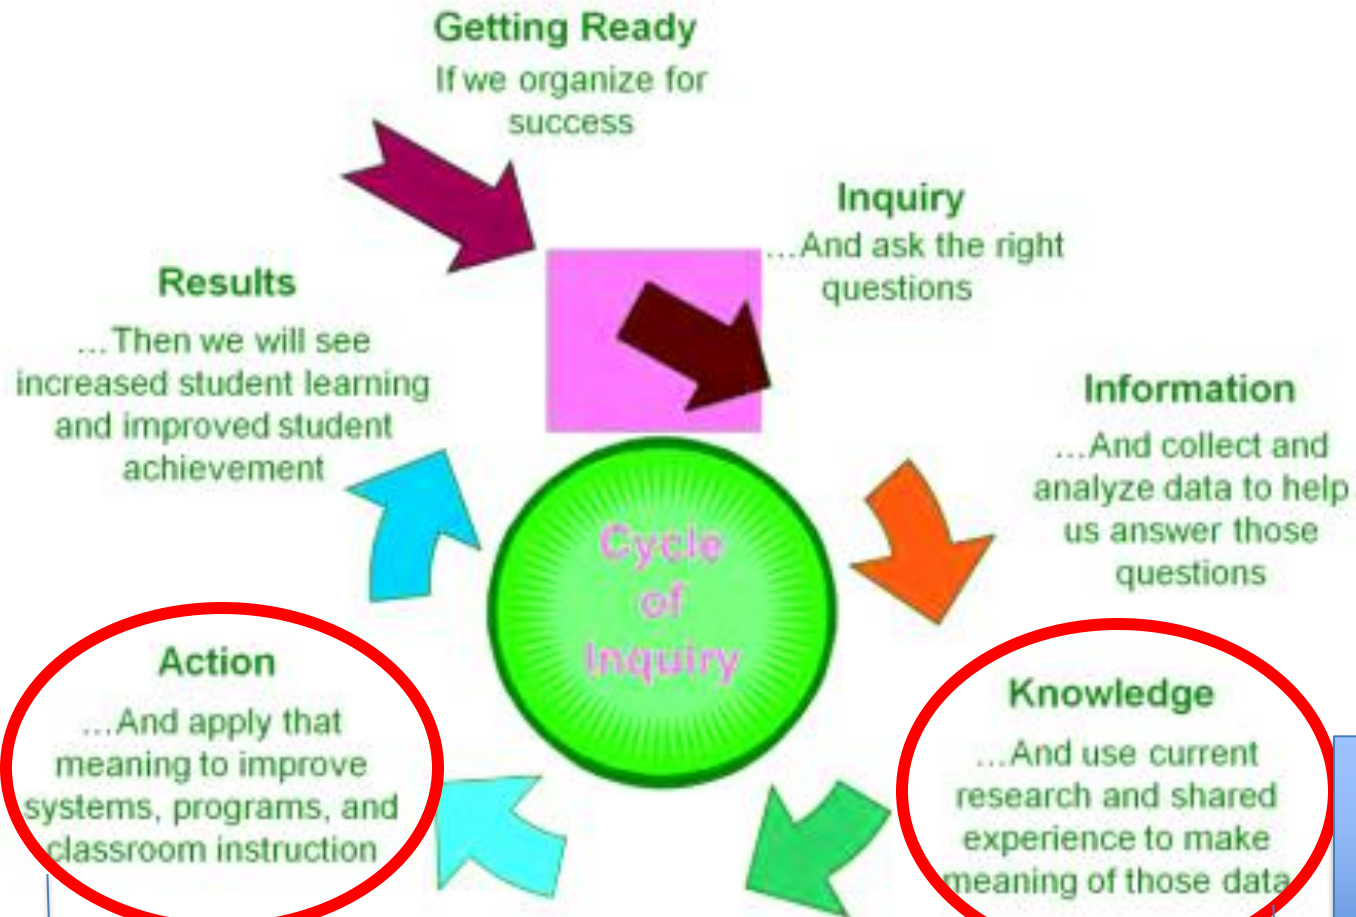 Getting Ready
If we organize for
success
Inquiry
...And ask the right
questions
Information
...And collect and
analyze data to help
us answer those
questions
Knowledge
...And use current
research and shared
experience to make
meaning of those data
Action
...And apply that
meaning to improve
systems, programs, and
classroom instruction
Results
...Then we will see
increased student learning
and improved student
achievement
Cycle
of
Inquiry